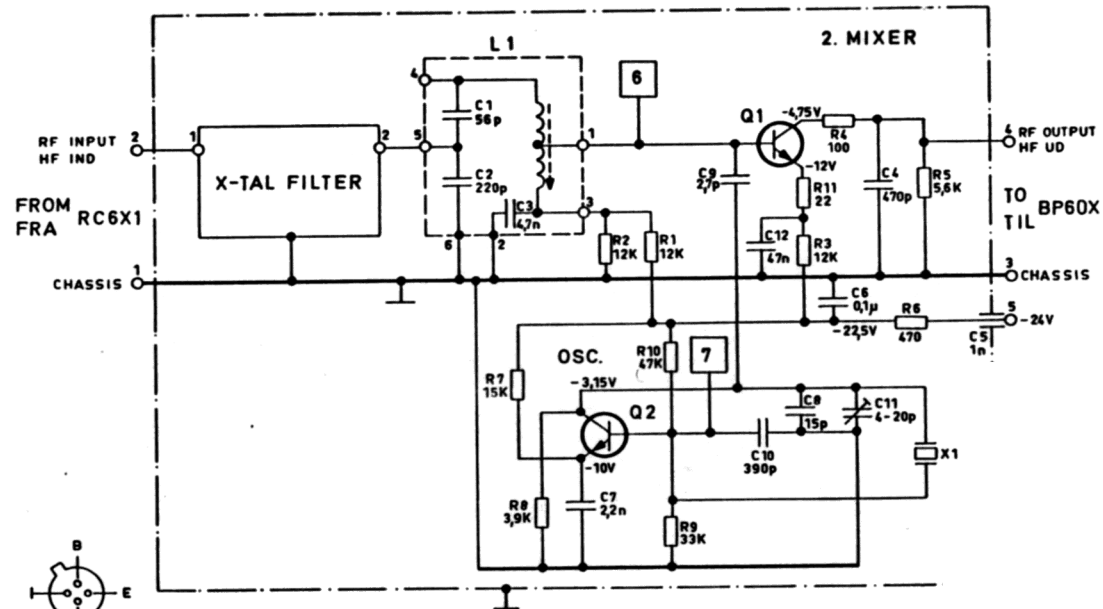 2. MIXER
L1
6
4
C1
56p
Q1
-4,75V
R4
100
RF INPUT
HF IND
2
1
X-TAL FILTER
2
5
1
4
RF OUTPUT
HF UD
-12V
C2
220p
C9
2,7p
R11
22
C4
470p
R5
5,6K
FROM
FRA
RC6X1
C3
4,7n
3
TO
TIL
BP60X
6
2
R2
12K
R1
12K
C12
47n
R3
12K
CHASSIS
1
3
CHASSIS
C6
0,1µ
R6
470
5
-24V
-22,5V
C5
1n
OSC.
R10
47K
7
R7
15K
-3,15V
Q2
C8
15p
C11
4-20p
-10V
C10
390p
X1
R8
3,9K
C7
2,2n
R9
33K
B
E